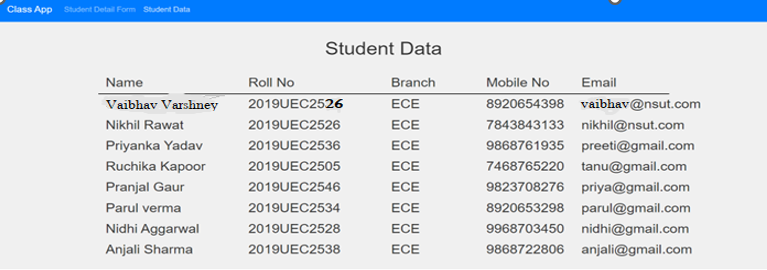 Class App Student Detail Form Student Data
Student Data
Name Roll No Branch Mobile No Email
Vaibhav Varshney 2019UEC2526 ECE 8920654398 vaibhav@nsut.com
Nikhil Rawat 2019UEC2526 ECE 7843843133 nikhil@nsut.com
Priyanka Yadav 2019UEC2536 ECE 9868761935 preeti@gmail.com
Ruchika Kapoor 2019UEC2505 ECE 7468765220 tanu@gmail.com
Pranjal Gaur 2019UEC2546 ECE 9823708276 priya@gmail.com
Parul verma 2019UEC2534 ECE 8920653298 parul@gmail.com
Nidhi Aggarwal 2019UEC2528 ECE 9968703450 nidhi@gmail.com
Anjali Sharma 2019UEC2538 ECE 9868722806 anjali@gmail.com